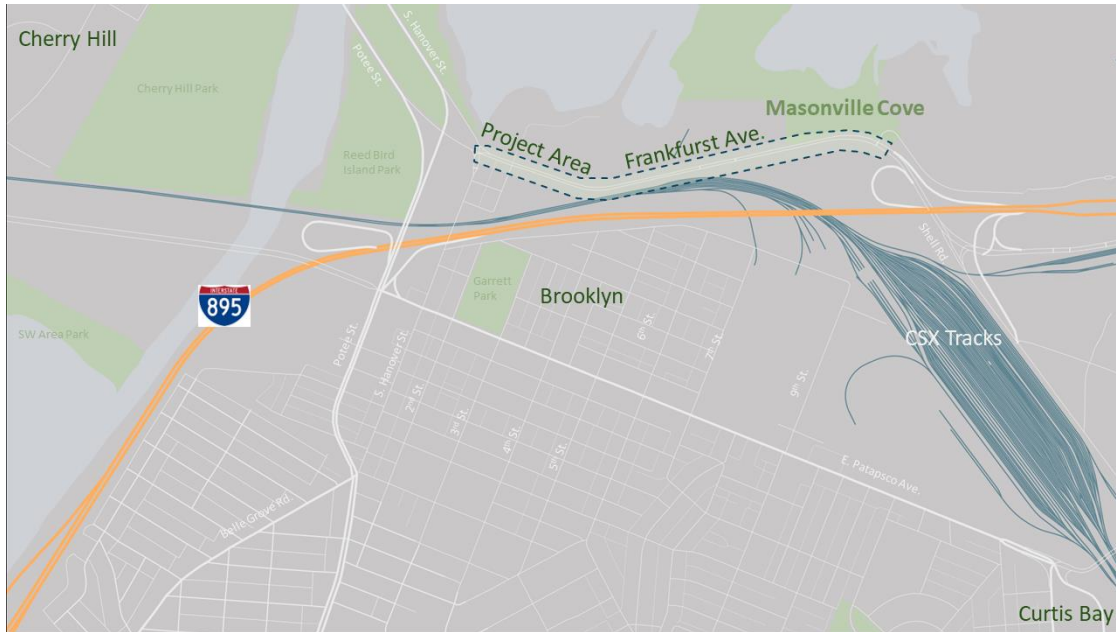 Cherry Hill
S. Hanover St.
Potee St.
Cherry Hill Park
Masonville Cove
Project Area
Frankfurst Ave.
Reed Bird
Island Park
Shell Rd
Garrett
Park
Brooklyn
INTERSTATE
895
SW Area Park
6th St.
7th St.
CSX Tracks
Potee St.
S. Hanover St.
2nd St.
3rd St.
4th St.
5th St.
9th St.
E. Patapsco Ave.
Belle Grove Rd
Curtis Bay